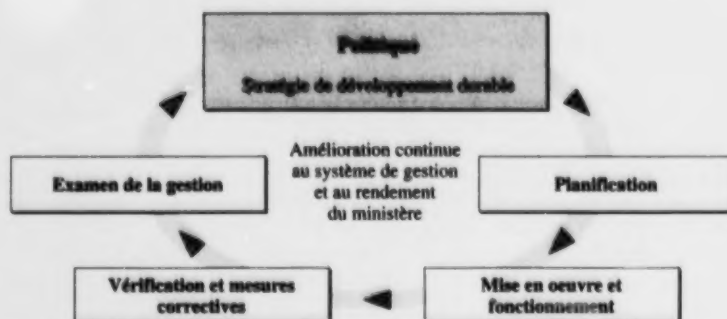 Politique
Stratégie de développement durable
Amélioration continue
au système de gestion
et au rendement
du ministère
Examen de la gestion
Planification
Vérification et mesures
correctives
Mise en oeuvre et
fonctionnement